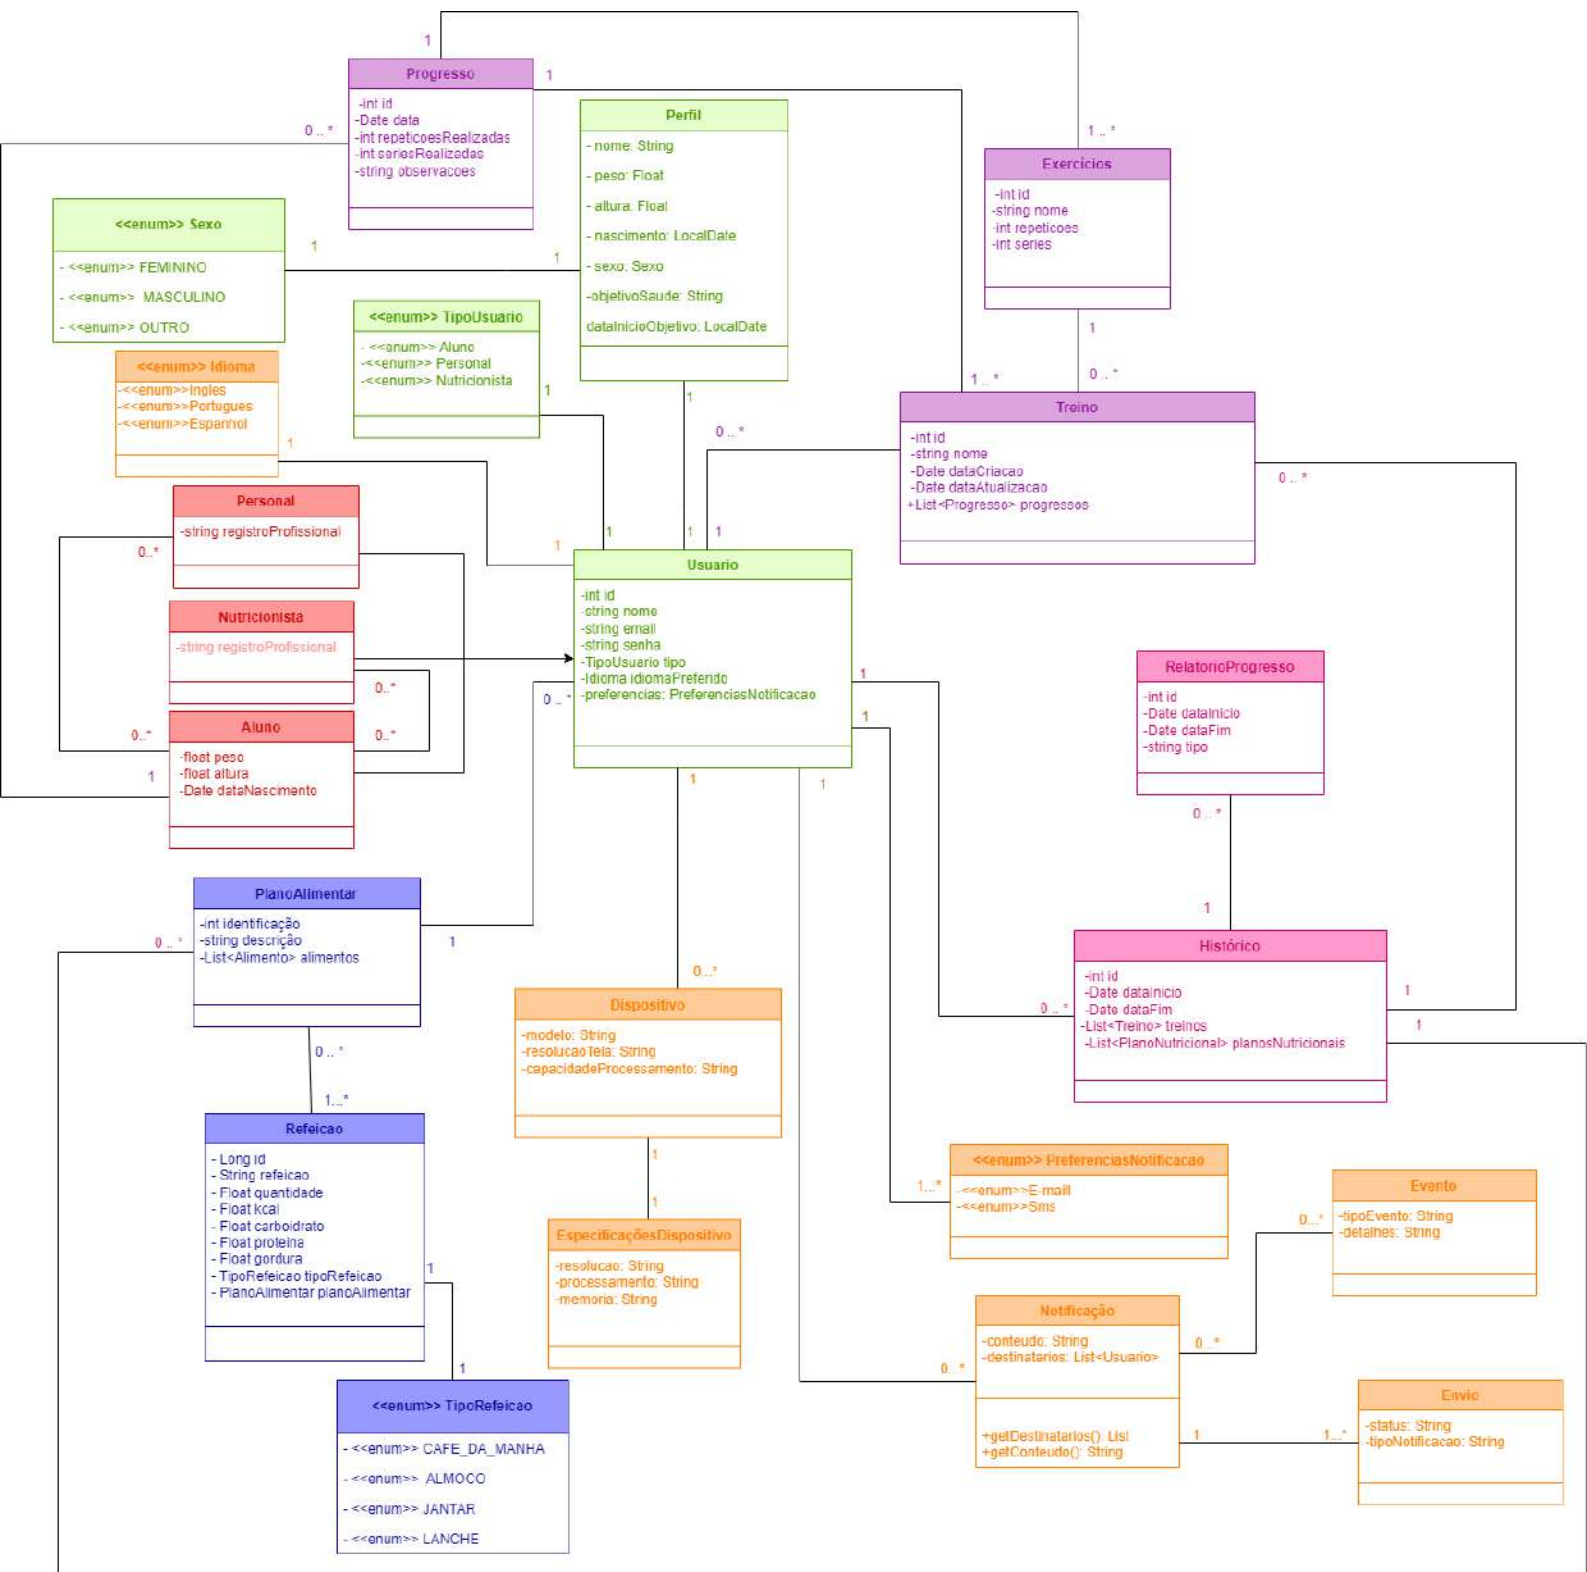 1
Progresso
-int id
-Date data
-int repeticoesRealizadas
-int seriesRealizadas
-string observacoes
1
0 .. *
Perfil
- nome: String
- peso: Float
- altura: Float
- nascimento: LocalDate
- sexo: Sexo
-objetivoSaude: String
dataInicioObjetivo: LocalDate
1 .. *
Exercícios
-int id
-string nome
-int repeticoes
-int series
1
0 .. *
<<enum>> Sexo
- <<enum>> FEMININO
- <<enum>> MASCULINO
- <<enum>> OUTRO
1
1
<<enum>> TipoUsuario
- <<enum>> Aluno
-<<enum>> Personal
-<<enum>> Nutricionista
1
1
<<enum>> Idioma
-<<enum>>Ingles
-<<enum>>Portugues
-<<enum>>Espanhol
1
1 .. *
0 ... *
Treino
-int id
-string nome
-Date dataCriacao
-Date dataAtualizacao
+List<Progresso> progressos
0 .. *
Personal
-string registroProfissional
0..*
1
1
1
1
Nutricionista
-string registroProfissional
0..*
Aluno
-float peso
-float altura
-Date dataNascimento
0..*
0..*
1
Usuario
-int id
-string nome
-string email
-string senha
-TipoUsuario tipo
-Idioma idiomaPreferido
-preferencias: PreferenciasNotificacao
0 .. *
1
1
1
1
RelatorioProgresso
-int id
-Date dataInicio
-Date dataFim
-string tipo
0 .. *
1
PlanoAlimentar
-int identificação
-string descrição
-List<Alimento> alimentos
0 .. *
1
0 .. *
1...*
Histórico
-int id
-Date dataInicio
-Date dataFim
-List<Treino> treinos
-List<PlanoNutricional> planosNutricionais
0 .. *
1
1
0...*
Dispositivo
-modelo: String
-resolucaoTela: String
-capacidadeProcessamento: String
1
1
EspecificaçõesDispositivo
-resolucao: String
-processamento: String
-memoria: String
Refeicao
- Long id
- String refeicao
- Float quantidade
- Float kcal
- Float carboidrato
- Float proteina
- Float gordura
- TipoRefeicao tipoRefeicao
- PlanoAlimentar planoAlimentar
1
1
<<enum>> TipoRefeicao
- <<enum>> CAFE_DA_MANHA
- <<enum>> ALMOCO
- <<enum>> JANTAR
- <<enum>> LANCHE
<<enum>> PreferenciasNotificacao
-<<enum>>E-maill
-<<enum>>Sms
1...*
Evento
-tipoEvento: String
-detalhes: String
0...*
Notificação
-conteudo: String
-destinatarios: List<Usuario>
+getDestinatarios(): List
+getConteudo(): String
0...*
0...*
1
1...*
Envio
-status: String
-tipoNotificacao: String